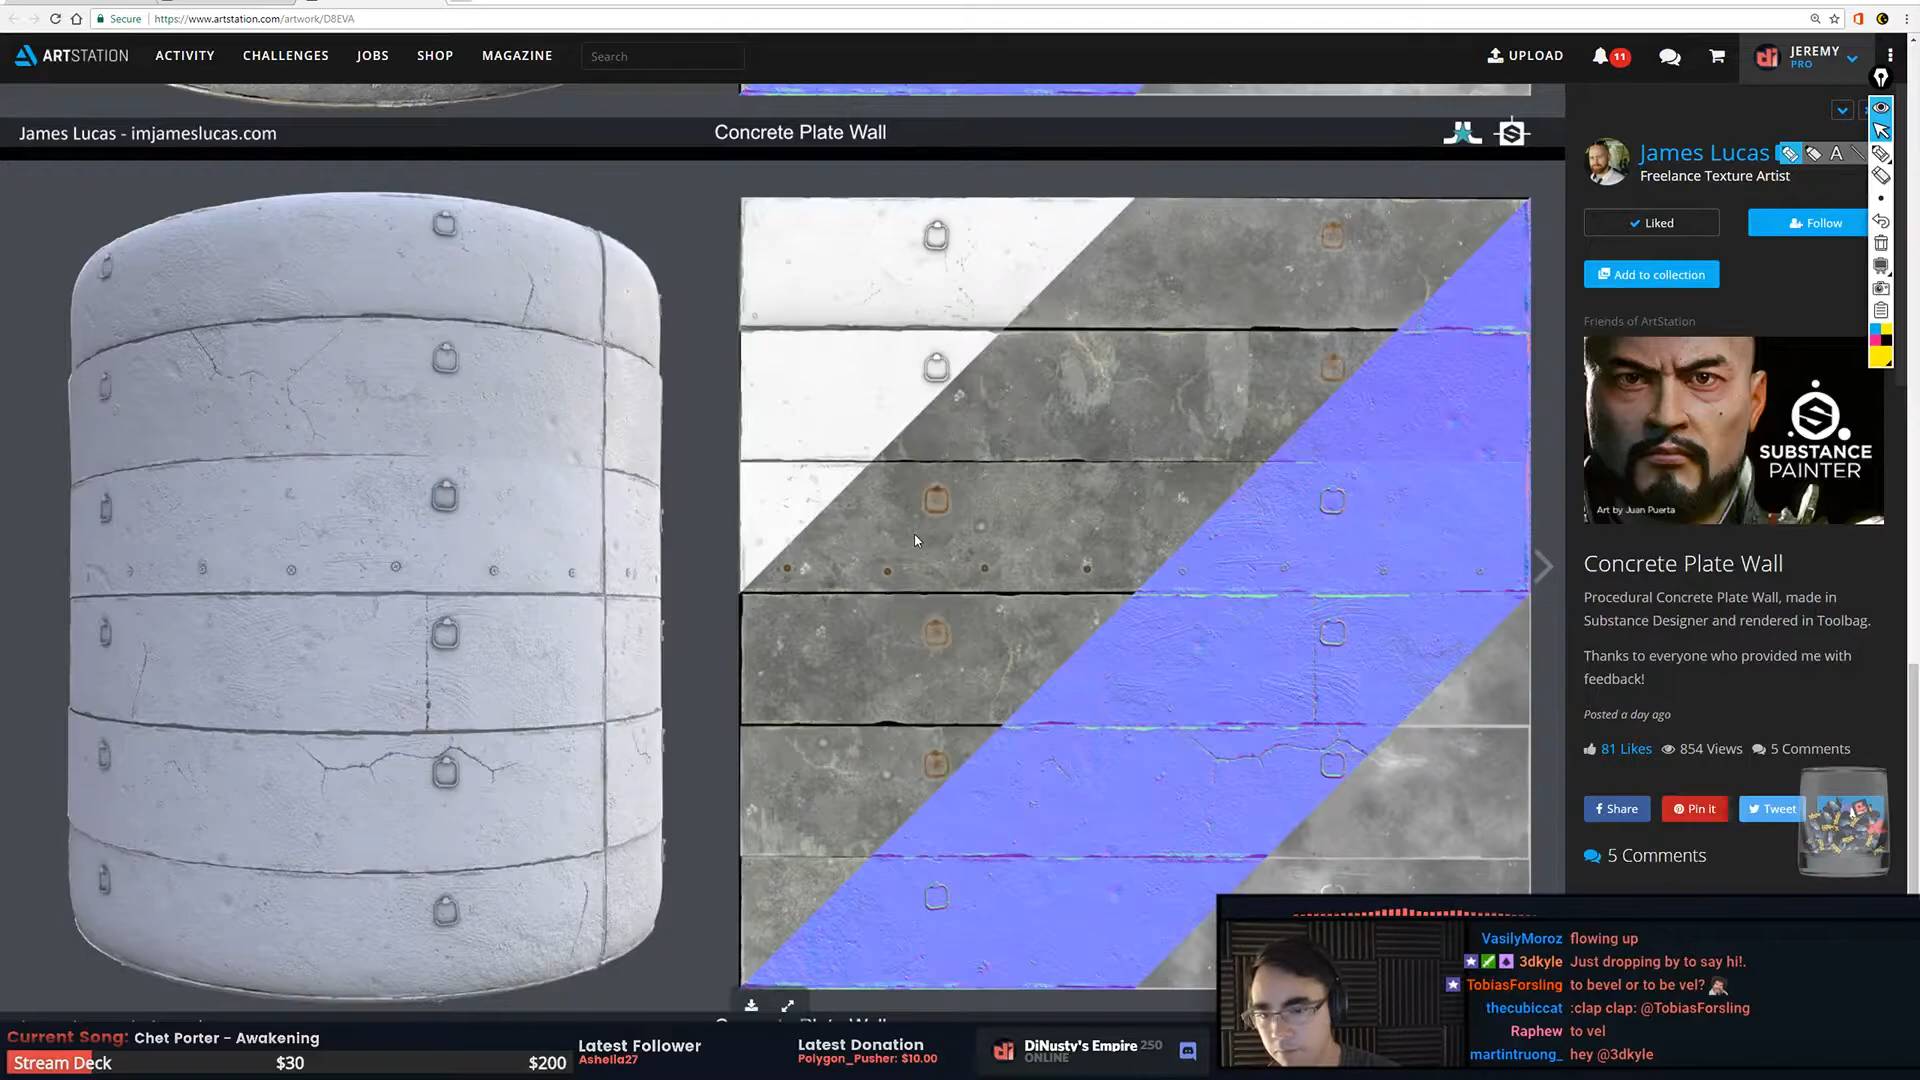 Secure
https://www.artstation.com/artwork/D8EVA
ARTSTATION
ACTIVITY
CHALLENGES
JOBS
SHOP
MAGAZINE
Search
UPLOAD
11
JEREMY
PRO
James Lucas - imjameslucas.com
Concrete Plate Wall
James Lucas
A
Freelance Texture Artist
Liked
Follow
Add to collection
Friends of ArtStation
SUBSTANCE
PAINTER
Art by Juan Puerta
Concrete Plate Wall
Procedural Concrete Plate Wall, made in
Substance Designer and rendered in Toolbag.
Thanks to everyone who provided me with
feedback!
Posted a day ago
81 Likes
854 Views
5 Comments
Share
Pin it
Tweet
5 Comments
VasilyMoroz flowing up
3dkyle Just dropping by to say hi!.
TobiasForsling to bevel or to be vel?
thecubiccat :clap clap: @TobiasForsling
Raphew to vel
martintruong_ hey @3dkyle
Current Song: Chet Porter - Awakening
Stream Deck
$30
$200
Latest Follower
Ashella27
Latest Donation
Polygon_Pusher: $10.00
DiNusty's Empire 250
ONLINE